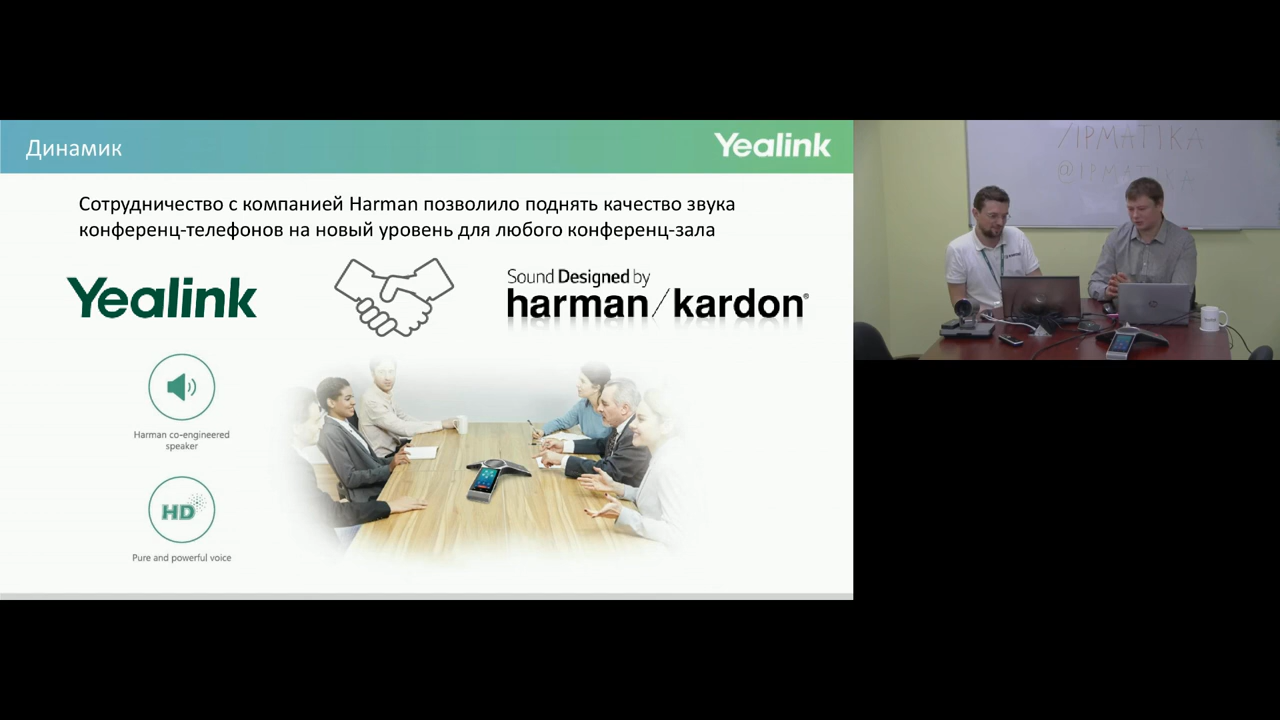 Динамик
Yealink
Сотрудничество с компанией Harman позволило поднять качество звука
конференц-телефонов на новый уровень для любого конференц-зала
Yealink
Sound Designed by
harman/kardon®
Harman co-engineered
speaker
HD
Pure and powerful voice
/IPMATIKA
@IPMATIKA